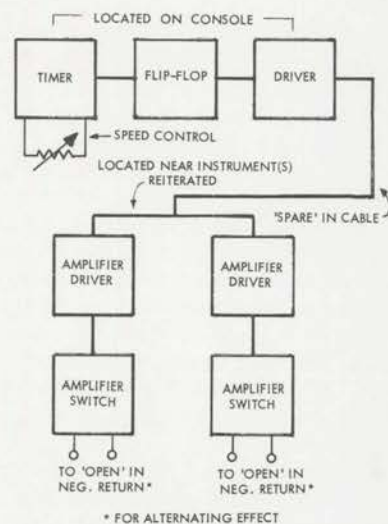 LOCATED ON CONSOLE
TIMER
FLIP-FLOP
DRIVER
SPEED CONTROL
LOCATED NEAR INSTRUMENT(S)
REITERATED
'SPARE' IN CABLE
AMPLIFIER
DRIVER
AMPLIFIER
DRIVER
AMPLIFIER
SWITCH
AMPLIFIER
SWITCH
TO 'OPEN' IN
NEG. RETURN*
TO 'OPEN' IN
NEG. RETURN*
* FOR ALTERNATING EFFECT